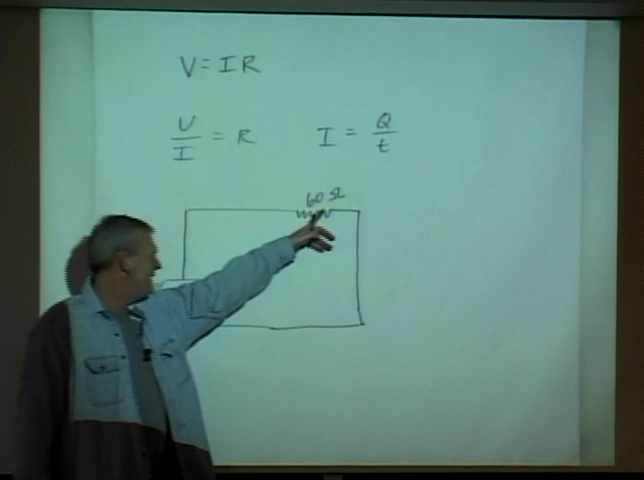 V = IR
V/I = R    I = Q/t
60 Ω